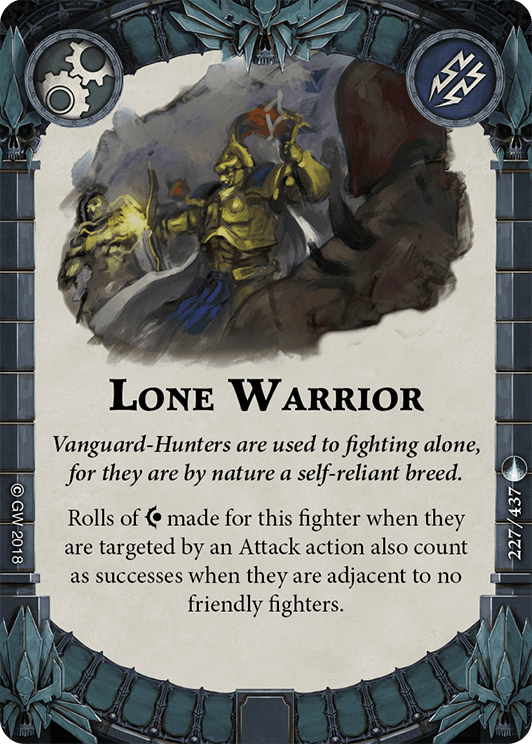 Lone Warrior
Vanguard-Hunters are used to fighting alone,
for they are by nature a self-reliant breed.
Rolls of made for this fighter when they
are targeted by an Attack action also count
as successes when they are adjacent to no
friendly fighters.
© GW 2018
227/437